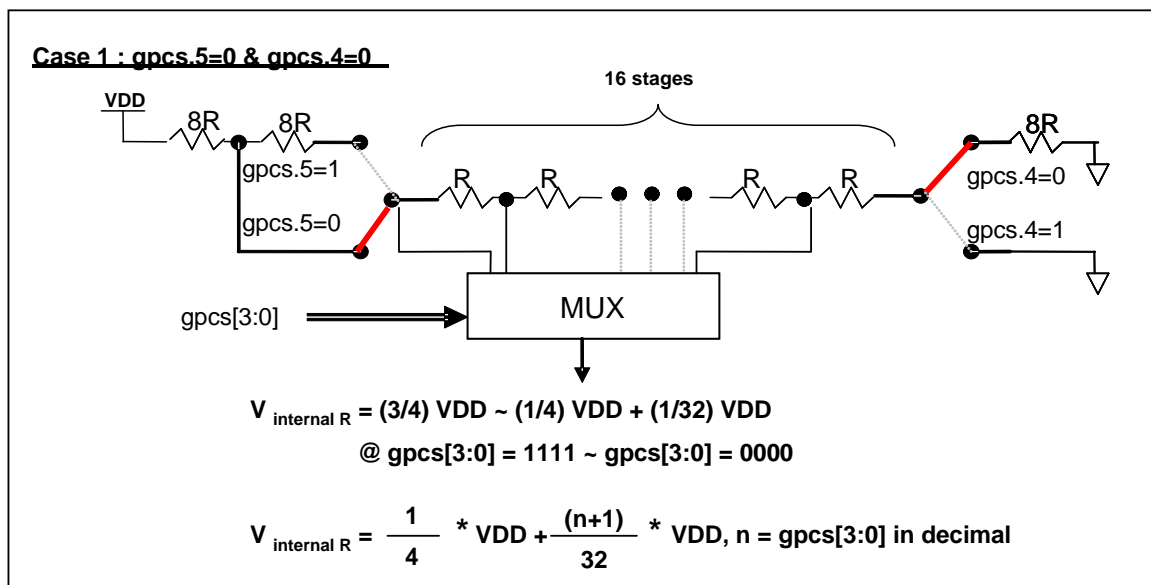 Case 1 : gpcs.5=0 & gpcs.4=0
16 stages
VDD
8R
8R
8R
gpcs.5=1
R
R
R
R
gpcs.4=0
gpcs.5=0
gpcs.4=1
gpcs[3:0]
MUX
V internal R = (3/4) VDD ~ (1/4) VDD + (1/32) VDD
@ gpcs[3:0] = 1111 ~ gpcs[3:0] = 0000
V internal R = 1/4 * VDD + (n+1)/32 * VDD, n = gpcs[3:0] in decimal